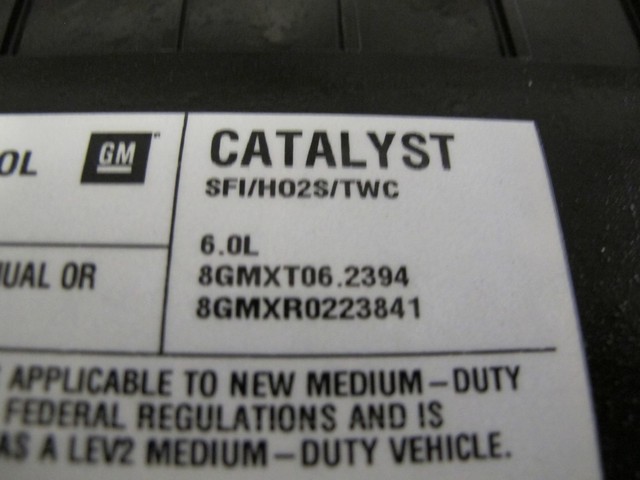 OL GM CATALYST
SFI/HO2S/TWC
6.0L
UAL OR 8GMXT06.2394
8GMXR0223841
APPLICABLE TO NEW MEDIUM-DUTY
FEDERAL REGULATIONS AND IS
AS A LEV2 MEDIUM-DUTY VEHICLE.